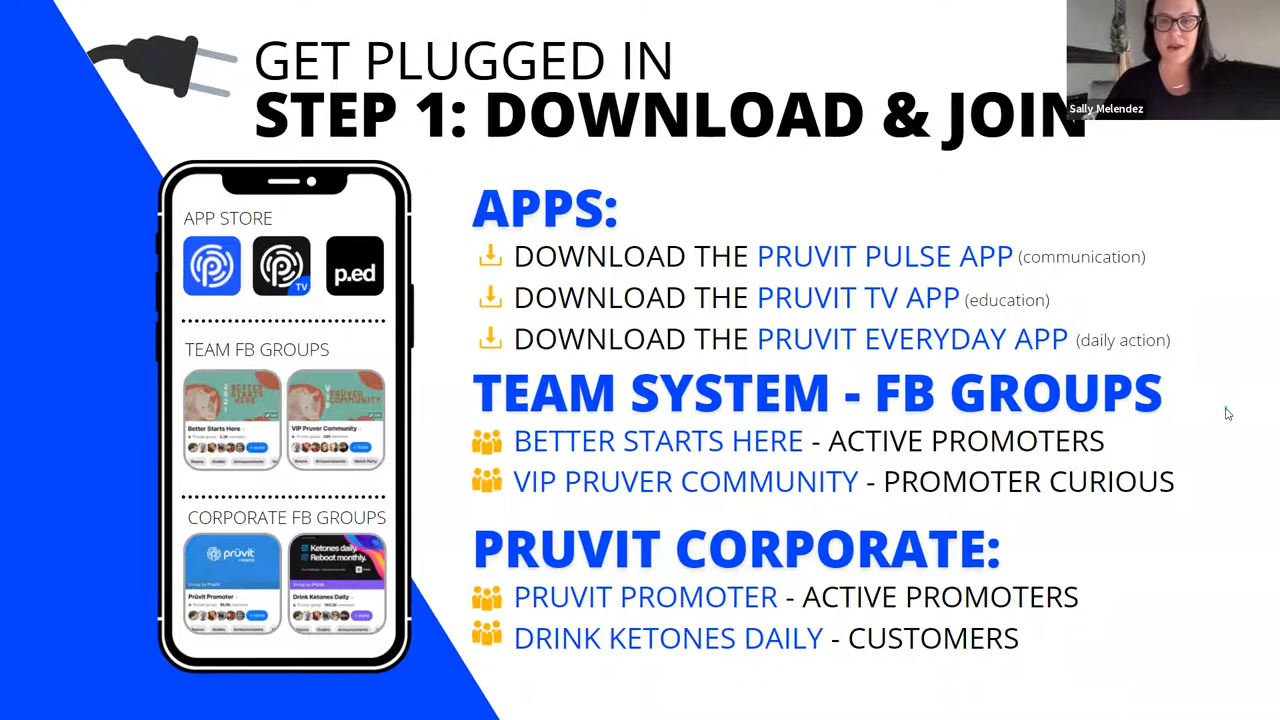 GET PLUGGED IN
STEP 1: DOWNLOAD & JOIN
Sally Melendez
APP STORE
TV
p.ed
TEAM FB GROUPS
BETTER STARTS HERE
Better Starts Here
VIP Pruver Community
CORPORATE FB GROUPS
prüvit
Prüvit Promoter
Ketones daily.
Reboot monthly.
Drink Ketones Daily
APPS:
DOWNLOAD THE PRUVIT PULSE APP (communication)
DOWNLOAD THE PRUVIT TV APP (education)
DOWNLOAD THE PRUVIT EVERYDAY APP (daily action)
TEAM SYSTEM - FB GROUPS
BETTER STARTS HERE - ACTIVE PROMOTERS
VIP PRUVER COMMUNITY - PROMOTER CURIOUS
PRUVIT CORPORATE:
PRUVIT PROMOTER - ACTIVE PROMOTERS
DRINK KETONES DAILY - CUSTOMERS